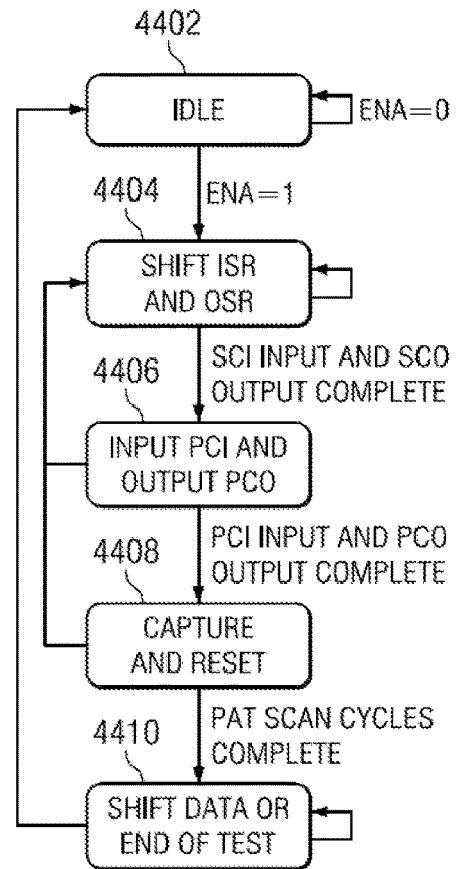 4402
IDLE
ENA=0
ENA=1
4404
SHIFT ISR
AND OSR
SCI INPUT AND SCO
OUTPUT COMPLETE
4406
INPUT PCI AND
OUTPUT PCO
PCI INPUT AND PCO
OUTPUT COMPLETE
4408
CAPTURE
AND RESET
PAT SCAN CYCLES
COMPLETE
4410
SHIFT DATA OR
END OF TEST